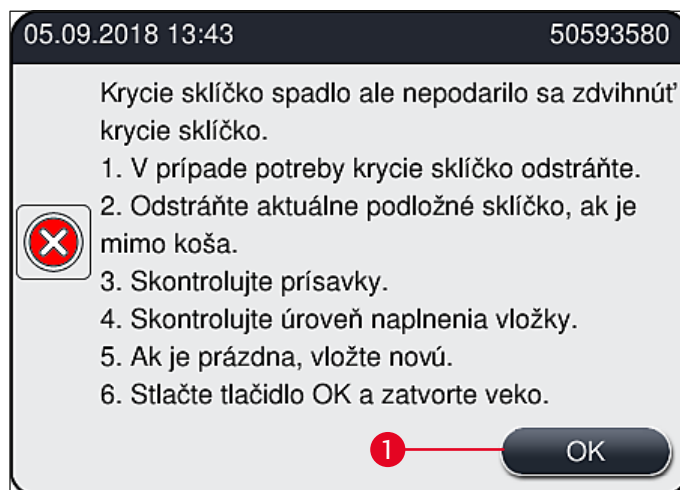 05.09.2018 13:43 50593580
Krycie sklíčko spadlo ale nepodarilo sa zdvihnúť
krycie sklíčko.
1. V prípade potreby krycie sklíčko odstráňte.
2. Odstráňte aktuálne podložné sklíčko, ak je
mimo koša.
3. Skontrolujte prísavky.
4. Skontrolujte úroveň naplnenia vložky.
5. Ak je prázdna, vložte novú.
6. Stlačte tlačidlo OK a zatvorte veko.
1 OK